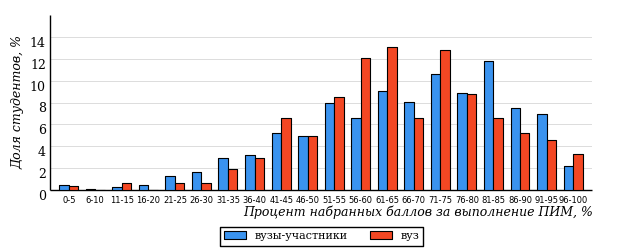 Доля студентов, %
14
12
10
8
6
4
2
0
0-5 6-10 11-15 16-20 21-25 26-30 31-35 36-40 41-45 46-50 51-55 56-60 61-65 66-70 71-75 76-80 81-85 86-90 91-95 96-100
Процент набранных баллов за выполнение ПИМ, %
вузы-участники вуз